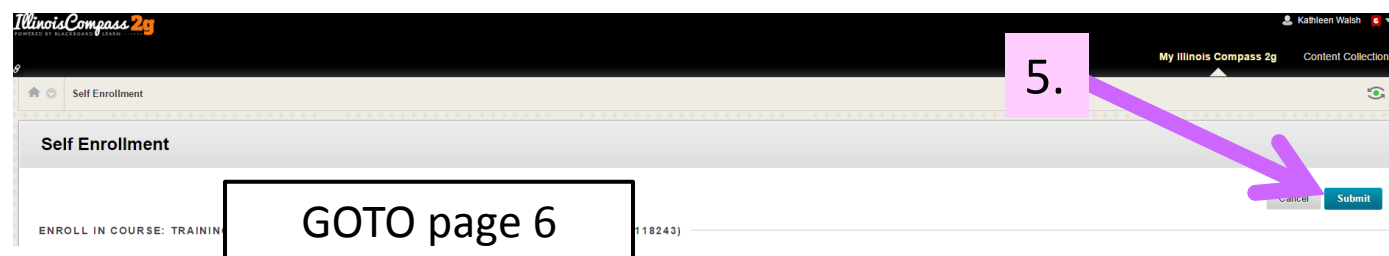 IllinoisCompass 2g
POWERED BY BLACKBOARD LEARN
Kathleen Walsh 6
My Illinois Compass 2g Content Collection
5.
Self Enrollment
Self Enrollment
Cancel Submit
GOTO page 6
ENROLL IN COURSE: TRAINING 118243)